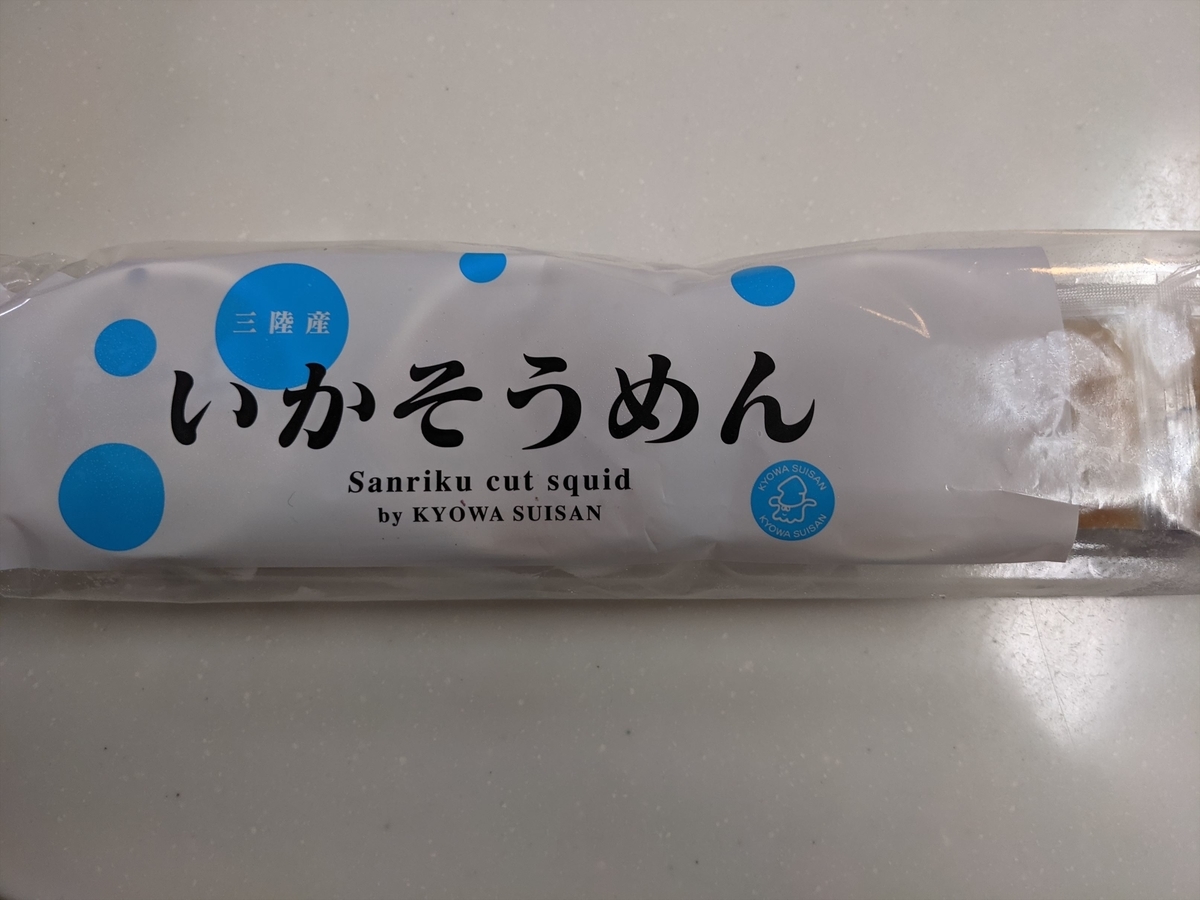 三陸産
いかそうめん
Sanriku cut squid
by KYOWA SUISAN
KYOWA SUISAN
KYOWA SUISAN